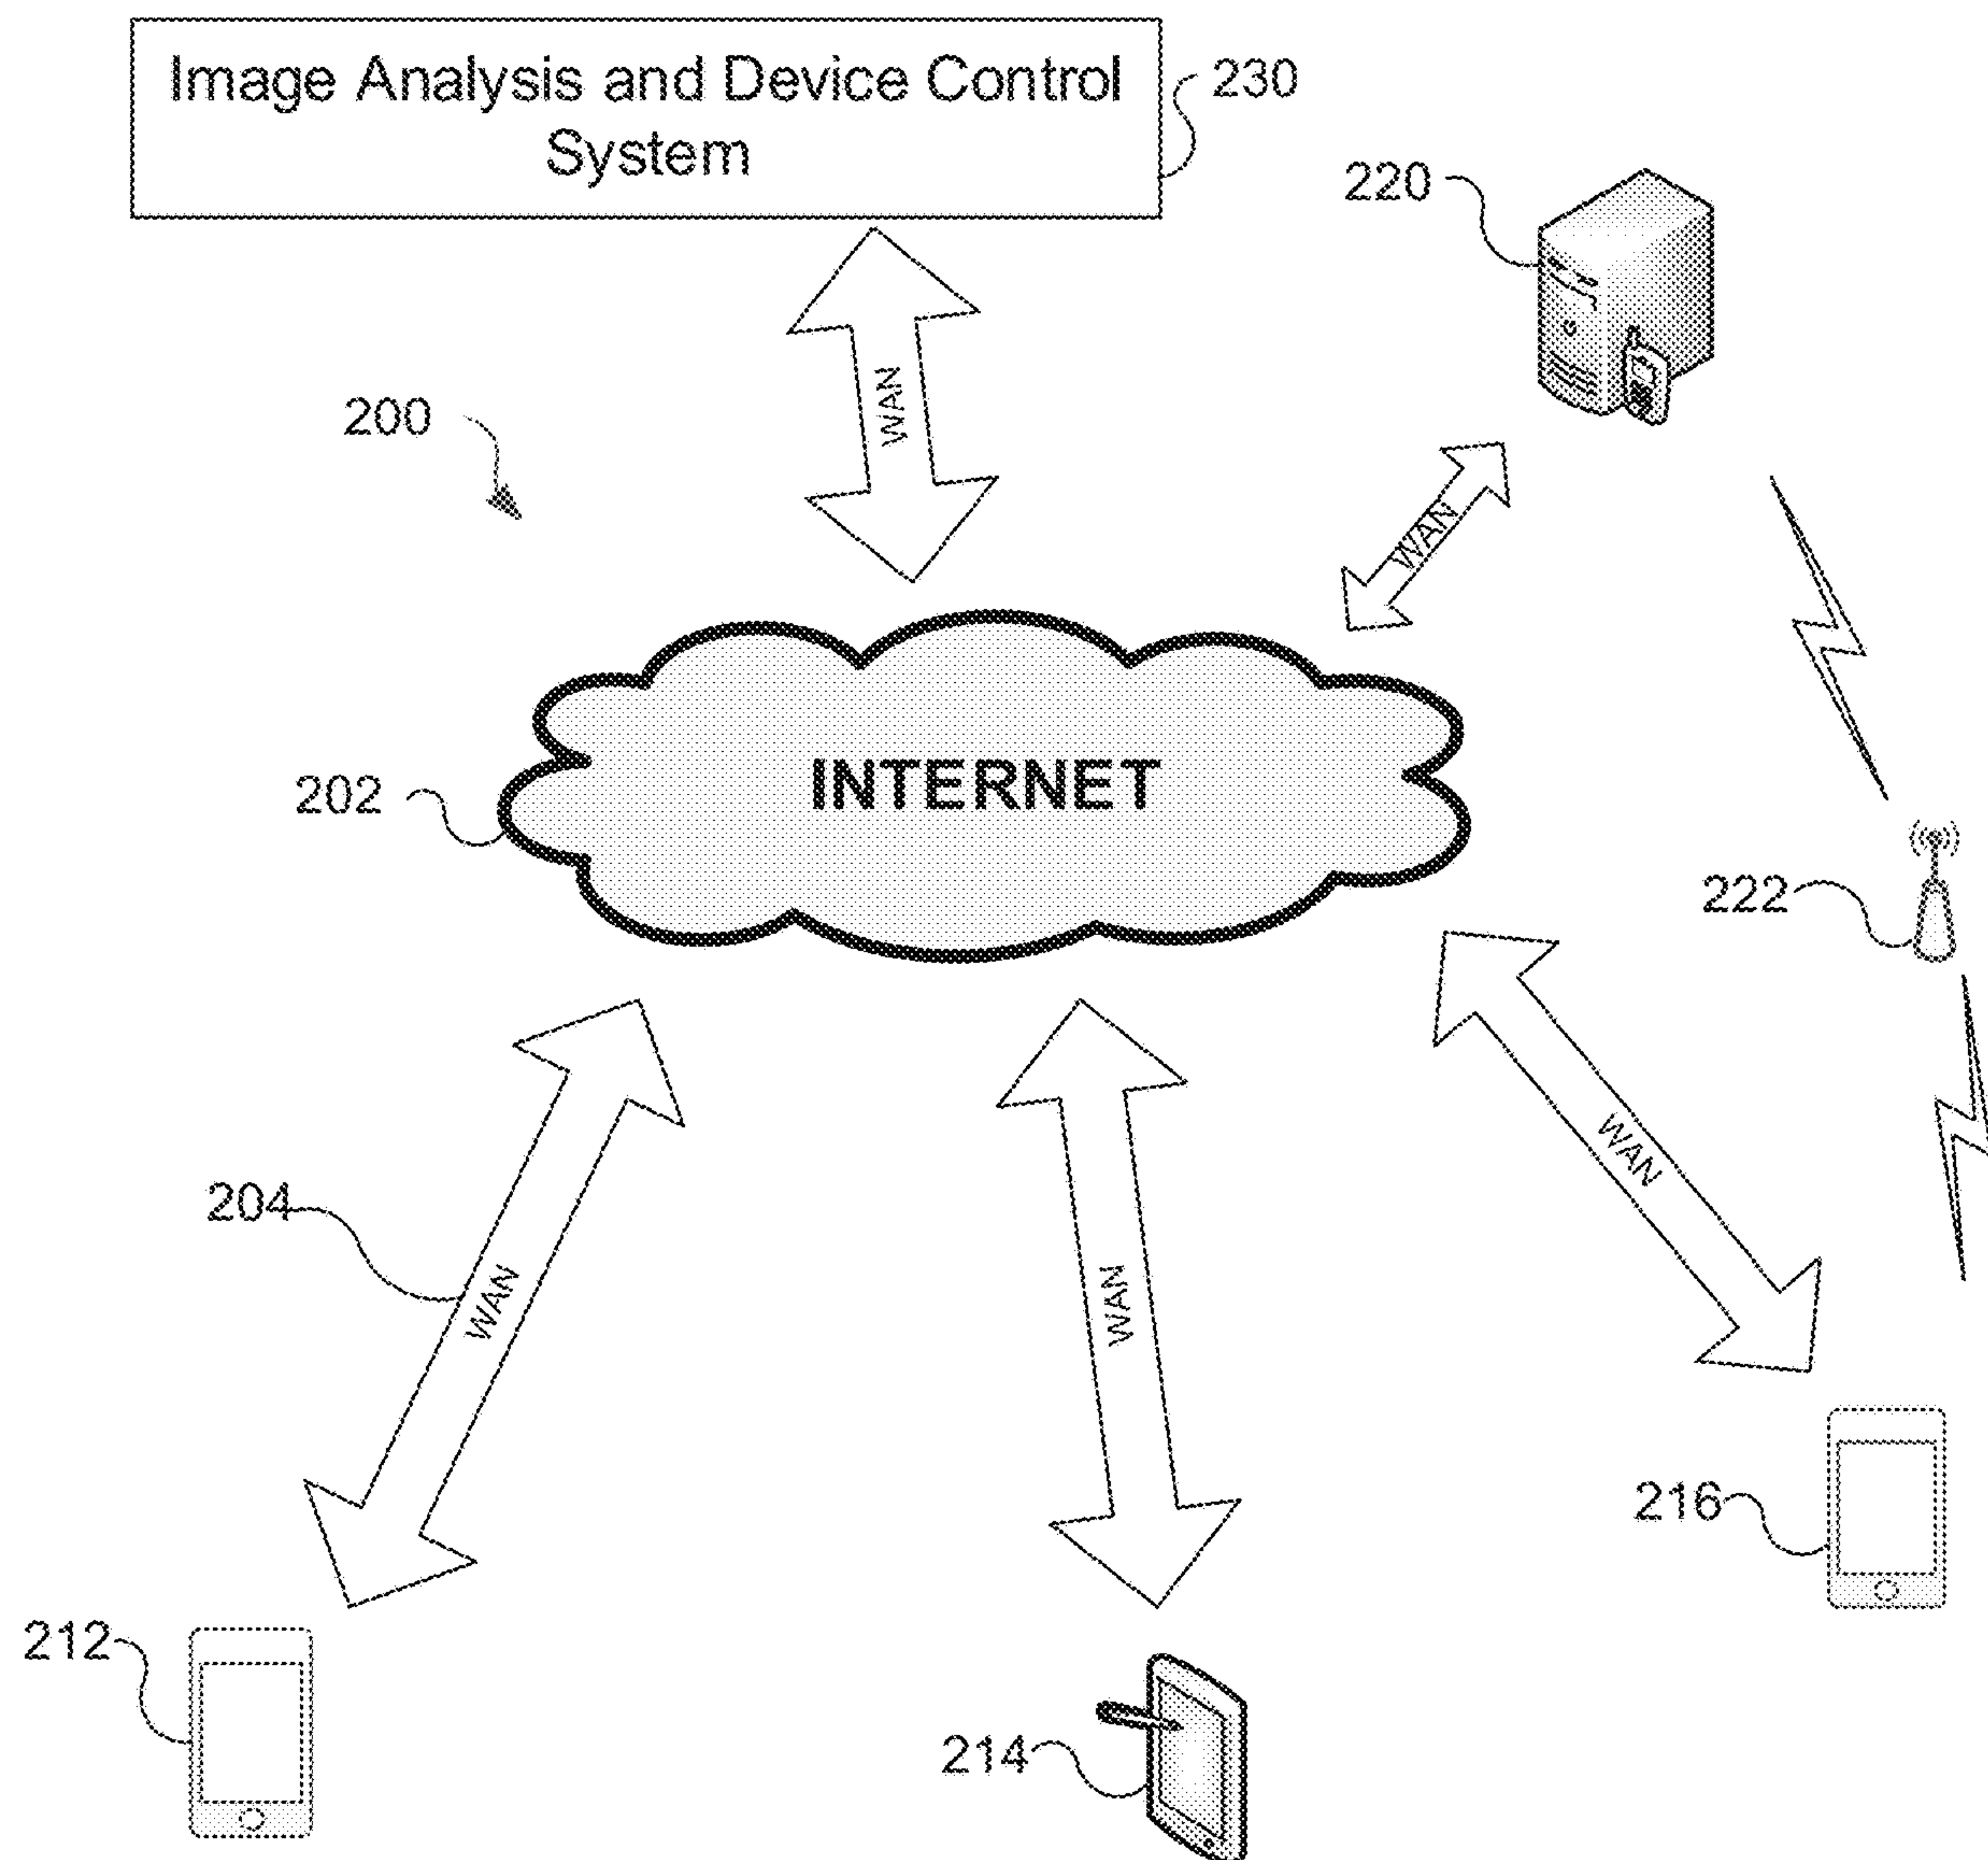 Image Analysis and Device Control
System
230
220
WAN
200
WAN
INTERNET
202
222
204
WAN
WAN
WAN
216
212
214